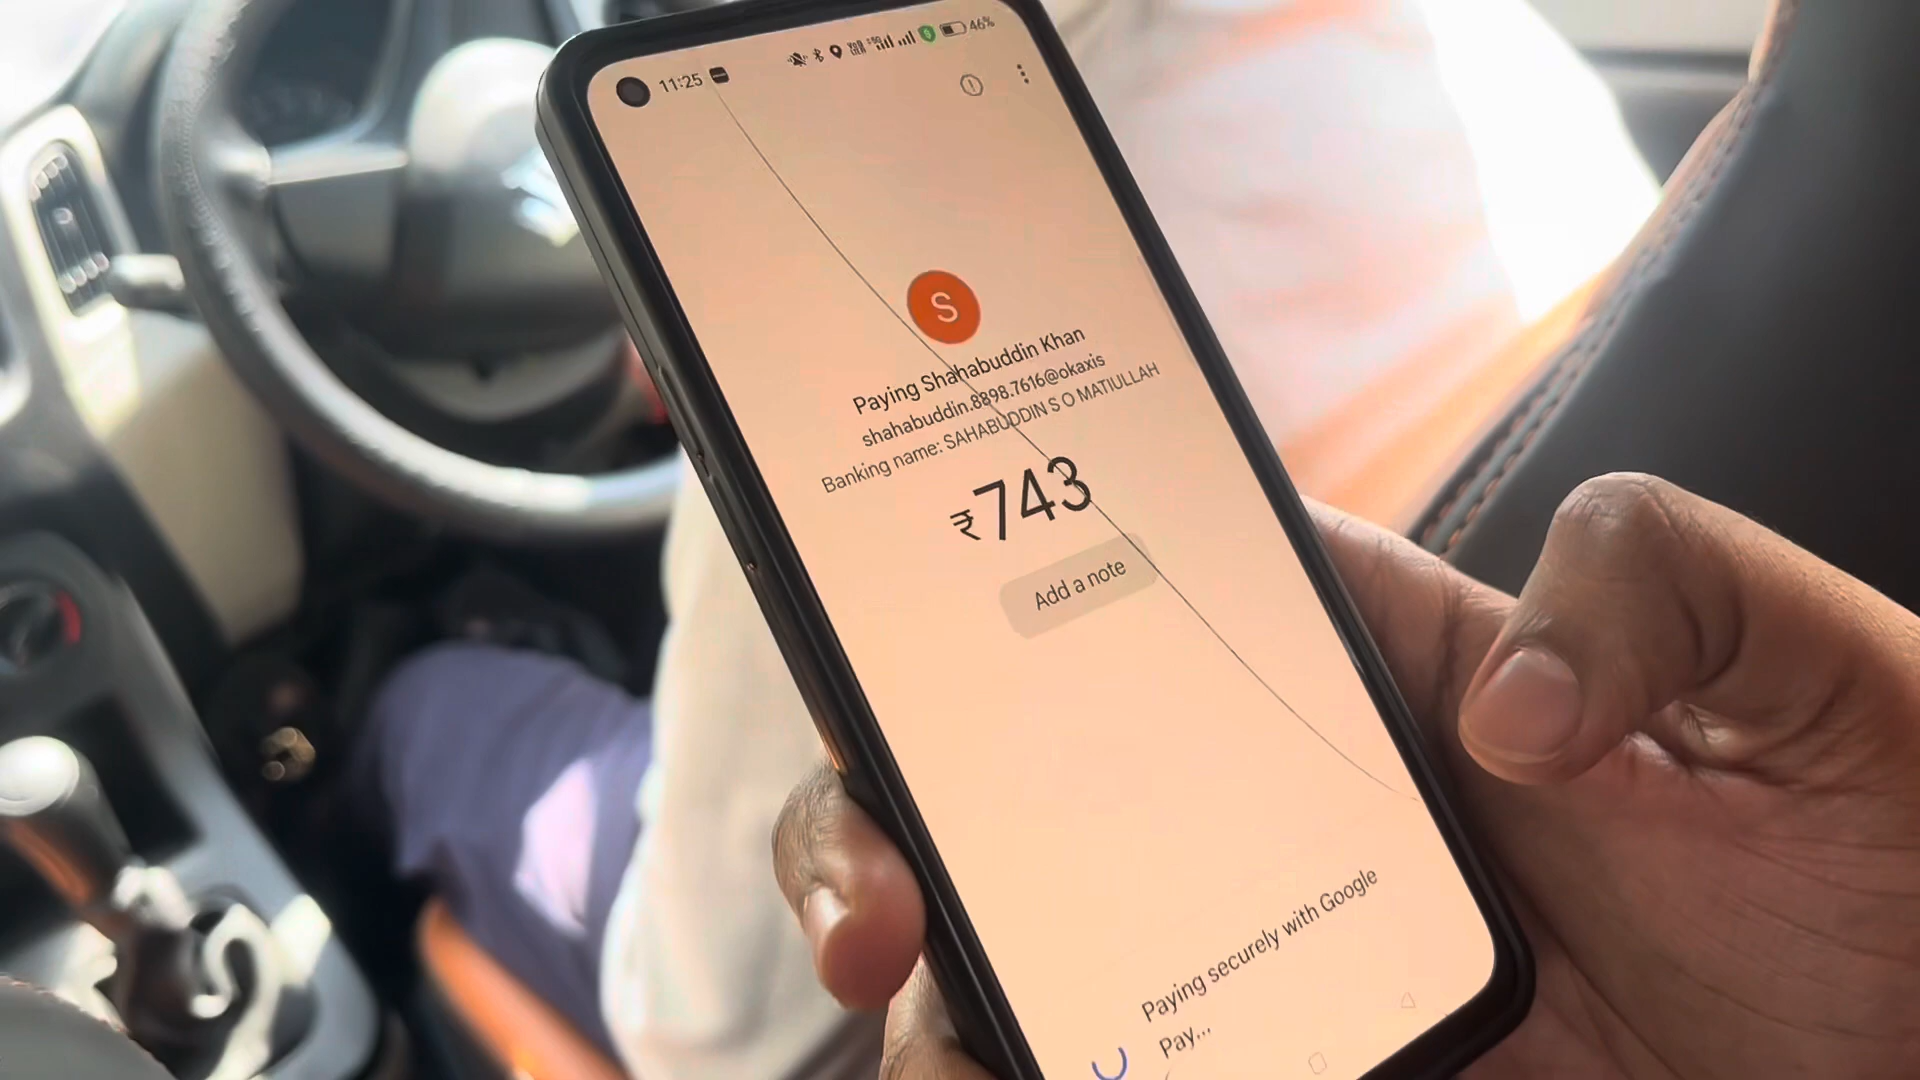 11:25
46%
S
Paying Shahabuddin Khan
shahabuddin.8898.7616@okaxis
Banking name: SAHABUDDIN S O MATIULLAH
₹743
Add a note
Paying securely with Google
Pay...